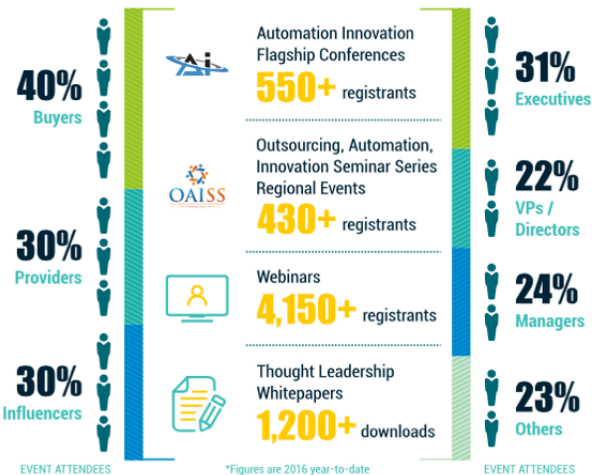 40%
Buyers
30%
Providers
30%
Influencers
EVENT ATTENDEES
Ai
Automation Innovation
Flagship Conferences
550+ registrants
OAISS
Outsourcing, Automation,
Innovation Seminar Series
Regional Events
430+ registrants
Webinars
4,150+ registrants
Thought Leadership
Whitepapers
1,200+ downloads
*Figures are 2016 year-to-date
31%
Executives
22%
VPs /
Directors
24%
Managers
23%
Others
EVENT ATTENDEES